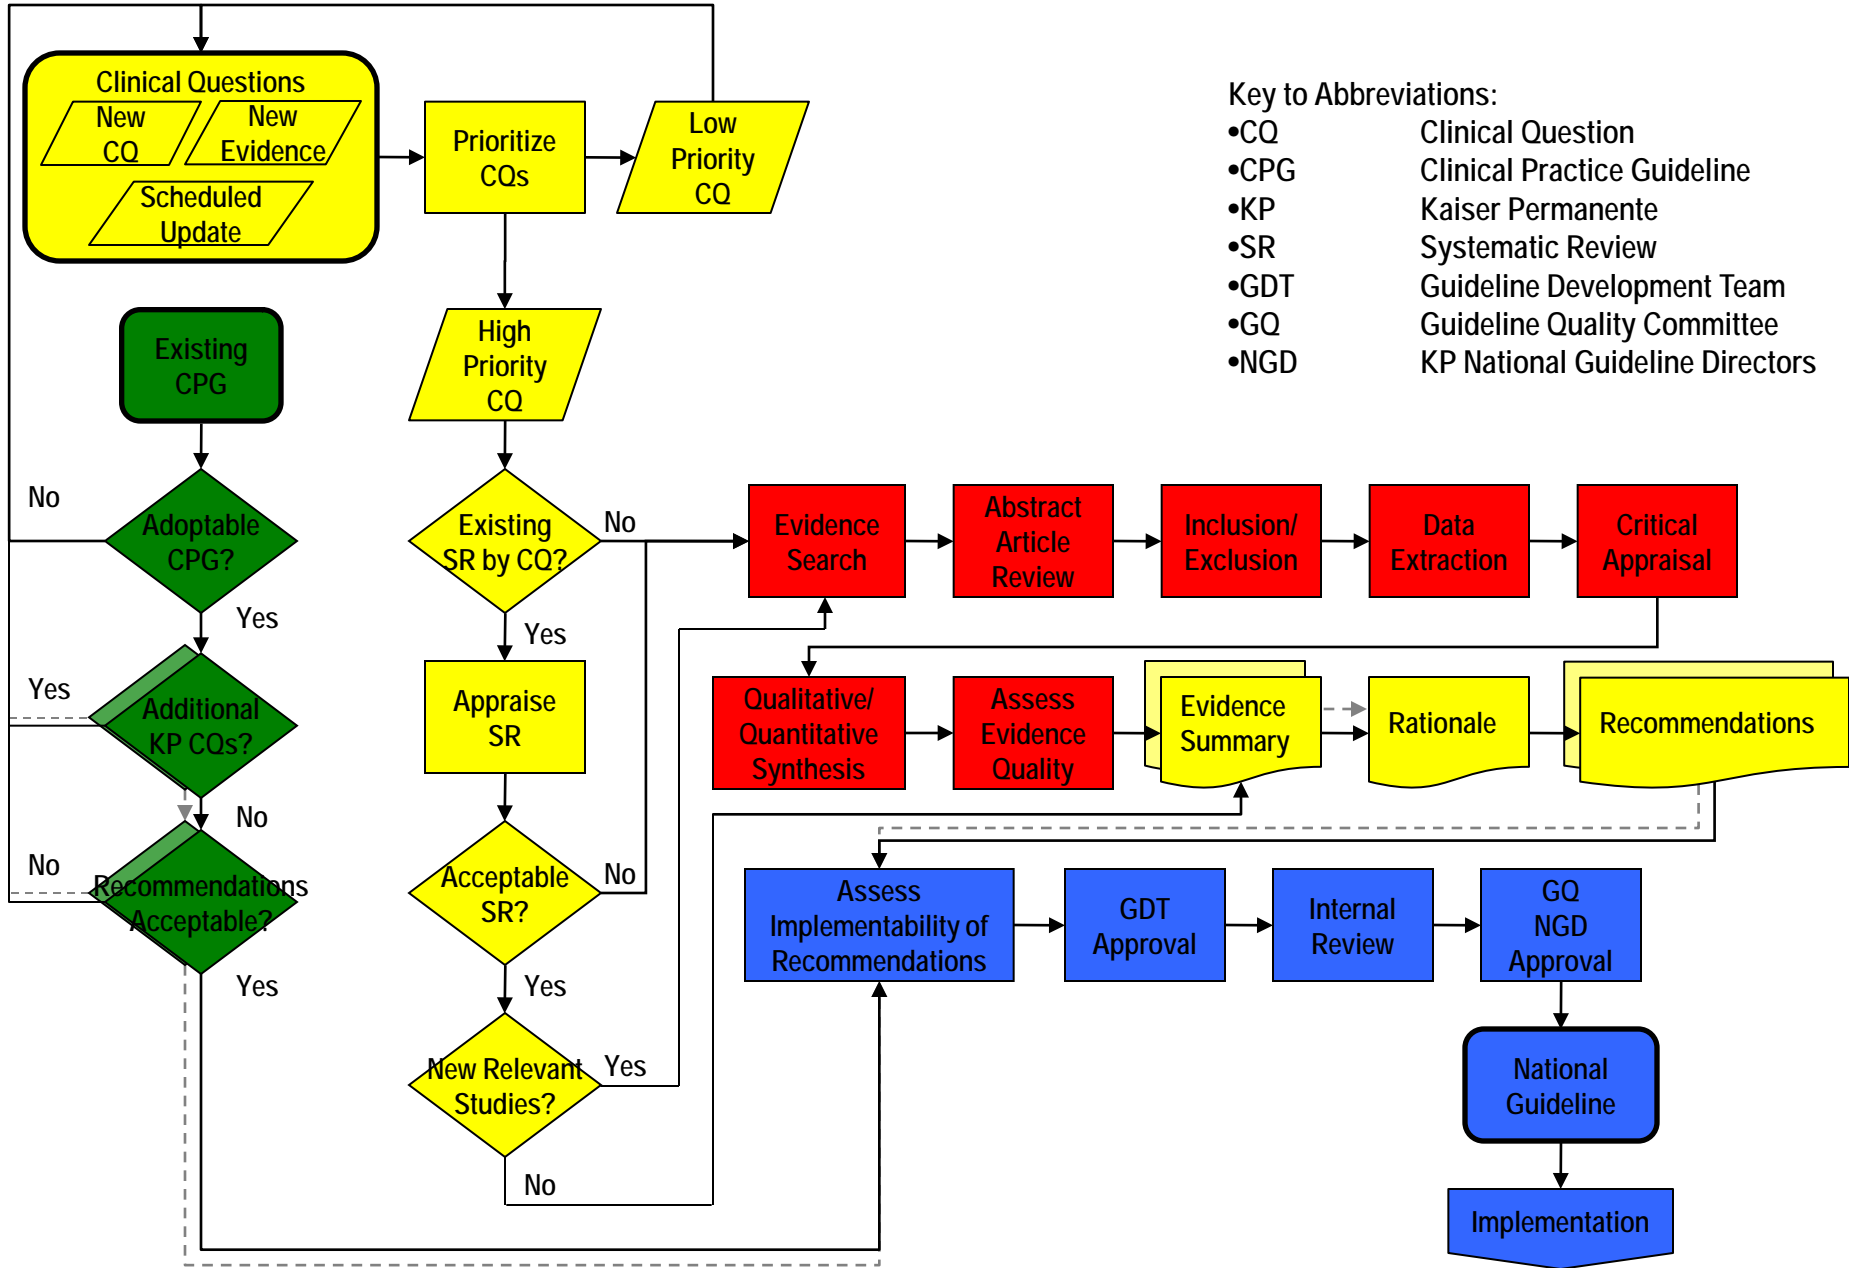 Clinical Questions
New
CQ
New
Evidence
Scheduled
Update
Prioritize
CQs
Low
Priority
CQ
Key to Abbreviations:
•CQ Clinical Question
•CPG Clinical Practice Guideline
•KP Kaiser Permanente
•SR Systematic Review
•GDT Guideline Development Team
•GQ Guideline Quality Committee
•NGD KP National Guideline Directors
Existing
CPG
High
Priority
CQ
No
Adoptable
CPG?
Yes
Existing
SR by CQ?
No
Yes
Evidence
Search
Abstract
Article
Review
Inclusion/
Exclusion
Data
Extraction
Critical
Appraisal
Yes
Additional
KP CQs?
No
Appraise
SR
Qualitative/
Quantitative
Synthesis
Assess
Evidence
Quality
Evidence
Summary
Rationale
Recommendations
No
Recommendations
Acceptable?
Yes
Acceptable
SR?
No
Yes
Assess
Implementability of
Recommendations
GDT
Approval
Internal
Review
GQ
NGD
Approval
New Relevant
Studies?
Yes
No
National
Guideline
Implementation